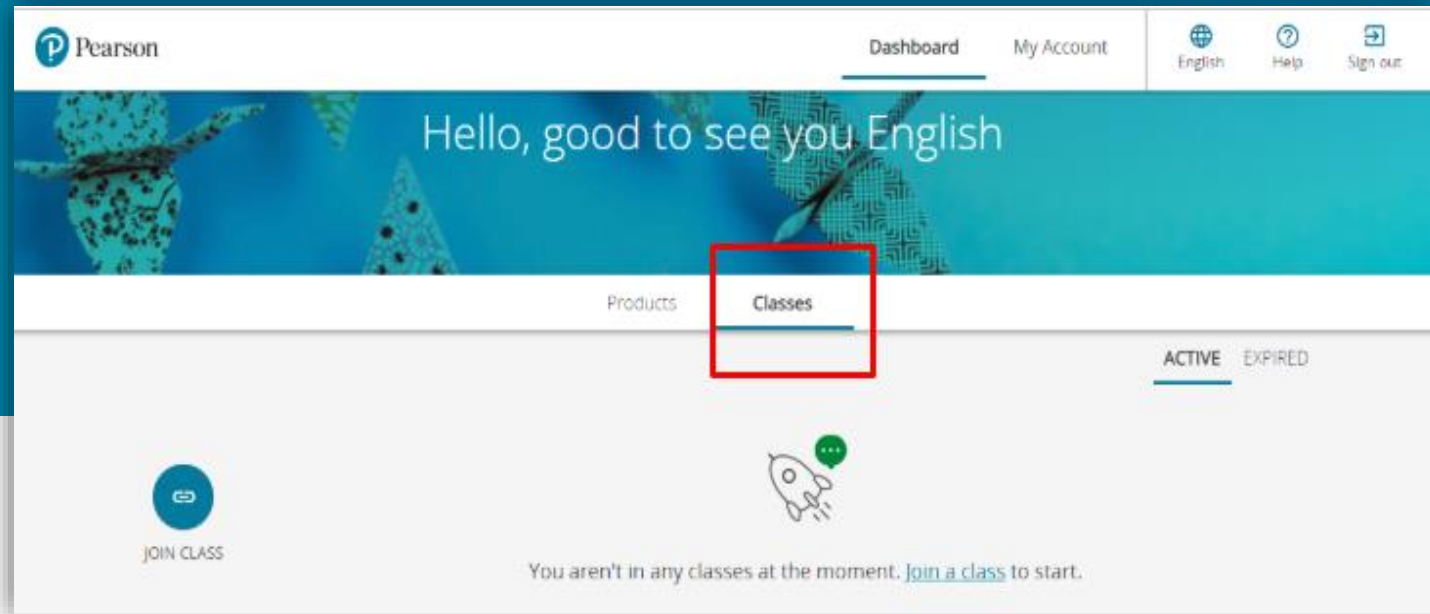 Pearson
Dashboard My Account English Help Sign out
Hello, good to see you English
Products Classes
ACTIVE EXPIRED
JOIN CLASS
You aren't in any classes at the moment. Join a class to start.